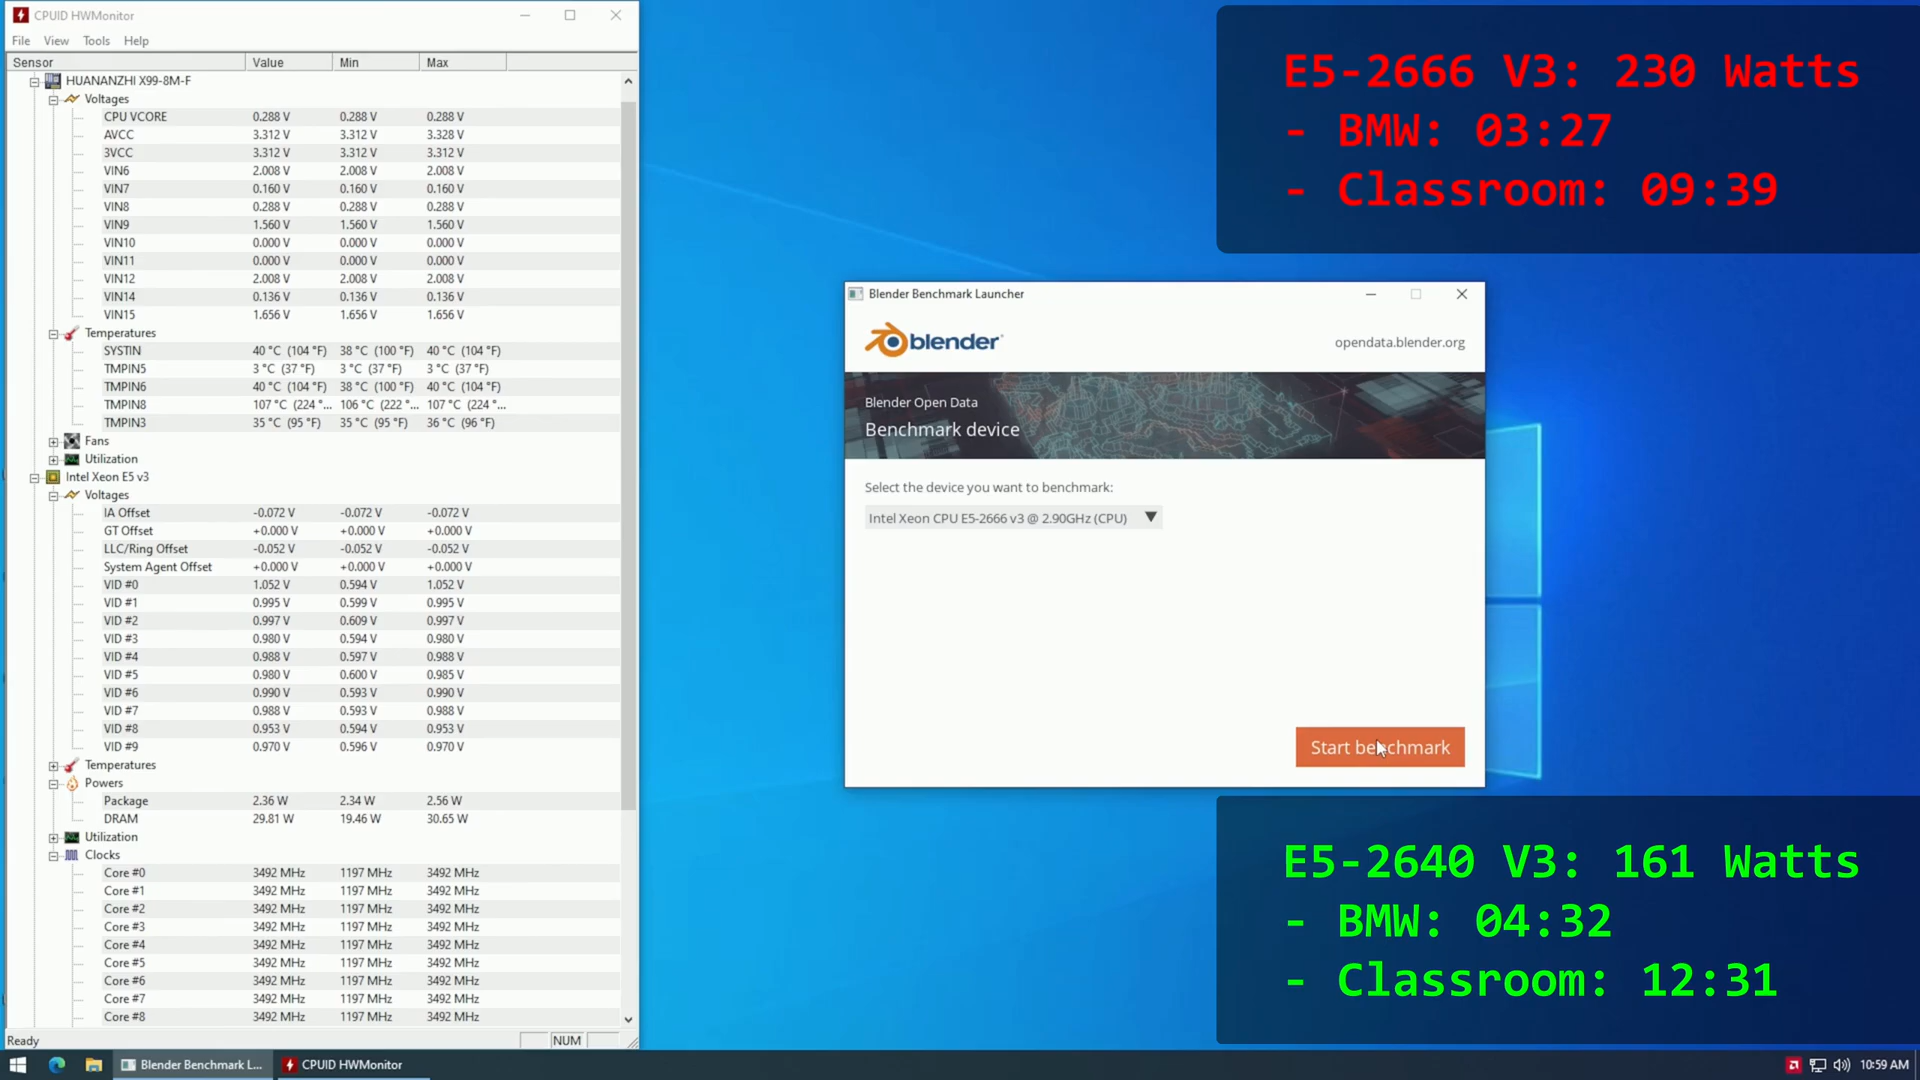 CPUID HWMonitor
File View Tools Help
Sensor Value Min Max
HUANANZHI X99-8M-F
Voltages
CPU VCORE 0.288 V 0.288 V 0.288 V
AVCC 3.312 V 3.312 V 3.328 V
3VCC 3.312 V 3.312 V 3.312 V
VIN6 2.008 V 2.008 V 2.008 V
VIN7 0.160 V 0.160 V 0.160 V
VIN8 0.288 V 0.288 V 0.288 V
VIN9 1.560 V 1.560 V 1.560 V
VIN10 0.000 V 0.000 V 0.000 V
VIN11 0.000 V 0.000 V 0.000 V
VIN12 2.008 V 2.008 V 2.008 V
VIN14 0.136 V 0.136 V 0.136 V
VIN15 1.656 V 1.656 V 1.656 V
Temperatures
SYSTIN 40 °C (104 °F) 38 °C (100 °F) 40 °C (104 °F)
TMPIN5 3 °C (37 °F) 3 °C (37 °F) 3 °C (37 °F)
TMPIN6 40 °C (104 °F) 38 °C (100 °F) 40 °C (104 °F)
TMPIN8 107 °C (224 °... 106 °C (222 °... 107 °C (224 °...
TMPIN3 35 °C (95 °F) 35 °C (95 °F) 36 °C (96 °F)
Fans
Utilization
Intel Xeon E5 v3
Voltages
IA Offset -0.072 V -0.072 V -0.072 V
GT Offset +0.000 V +0.000 V +0.000 V
LLC/Ring Offset -0.052 V -0.052 V -0.052 V
System Agent Offset +0.000 V +0.000 V +0.000 V
VID #0 1.052 V 0.594 V 1.052 V
VID #1 0.995 V 0.599 V 0.995 V
VID #2 0.997 V 0.609 V 0.997 V
VID #3 0.980 V 0.594 V 0.980 V
VID #4 0.988 V 0.597 V 0.988 V
VID #5 0.980 V 0.600 V 0.985 V
VID #6 0.990 V 0.593 V 0.990 V
VID #7 0.988 V 0.593 V 0.988 V
VID #8 0.953 V 0.594 V 0.953 V
VID #9 0.970 V 0.596 V 0.970 V
Temperatures
Powers
Package 2.36 W 2.34 W 2.56 W
DRAM 29.81 W 19.46 W 30.65 W
Utilization
Clocks
Core #0 3492 MHz 1197 MHz 3492 MHz
Core #1 3492 MHz 1197 MHz 3492 MHz
Core #2 3492 MHz 1197 MHz 3492 MHz
Core #3 3492 MHz 1197 MHz 3492 MHz
Core #4 3492 MHz 1197 MHz 3492 MHz
Core #5 3492 MHz 1197 MHz 3492 MHz
Core #6 3492 MHz 1197 MHz 3492 MHz
Core #7 3492 MHz 1197 MHz 3492 MHz
Core #8 3492 MHz 1197 MHz 3492 MHz
Ready NUM
E5-2666 V3: 230 Watts
- BMW: 03:27
- Classroom: 09:39
Blender Benchmark Launcher
blender
opendata.blender.org
Blender Open Data
Benchmark device
Select the device you want to benchmark:
Intel Xeon CPU E5-2666 v3 @ 2.90GHz (CPU)
Start benchmark
E5-2640 V3: 161 Watts
- BMW: 04:32
- Classroom: 12:31
Blender Benchmark L... CPUID HWMonitor 10:59 AM